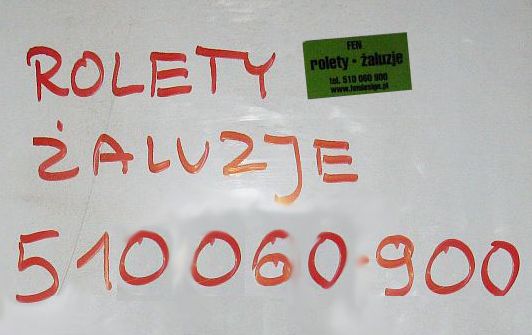 ROLETY
ŻALUZJE
510 060·900
FEN
rolety · żaluzje
tel. 510 060 900
www.fendesign.pl